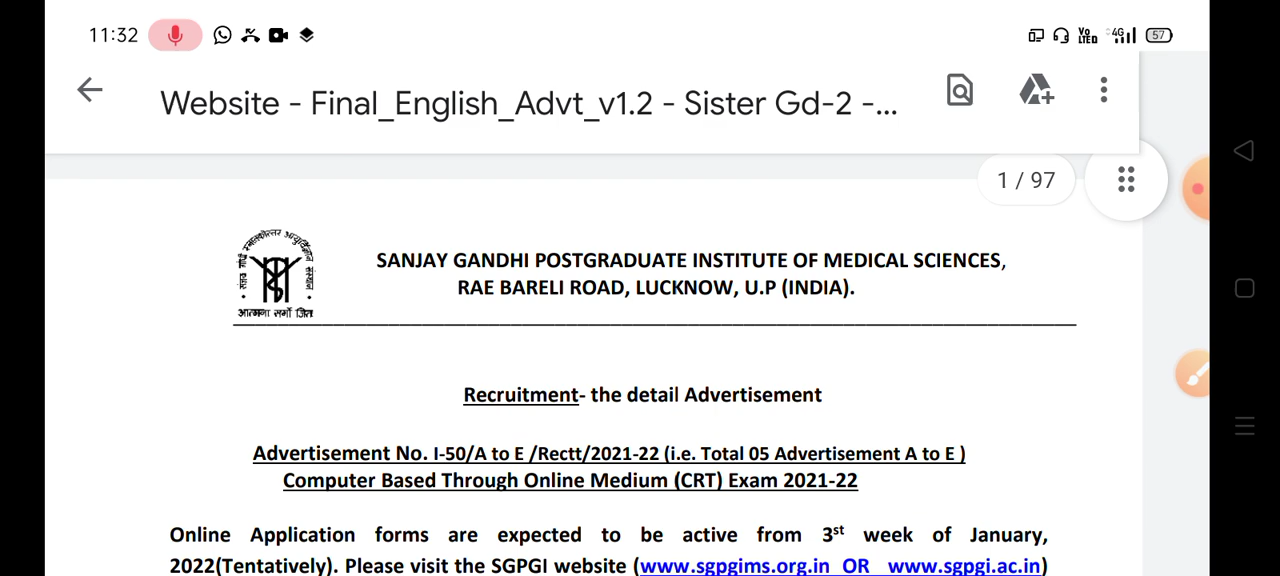 11:32
4G
57
Website - Final_English_Advt_v1.2 - Sister Gd-2 -...
1 / 97
SANJAY GANDHI POSTGRADUATE INSTITUTE OF MEDICAL SCIENCES,
RAE BARELI ROAD, LUCKNOW, U.P (INDIA).
Recruitment- the detail Advertisement
Advertisement No. I-50/A to E /Rectt/2021-22 (i.e. Total 05 Advertisement A to E )
Computer Based Through Online Medium (CRT) Exam 2021-22
Online Application forms are expected to be active from 3st week of January,
2022(Tentatively). Please visit the SGPGI website (www.sgpgims.org.in OR www.sgpgi.ac.in)